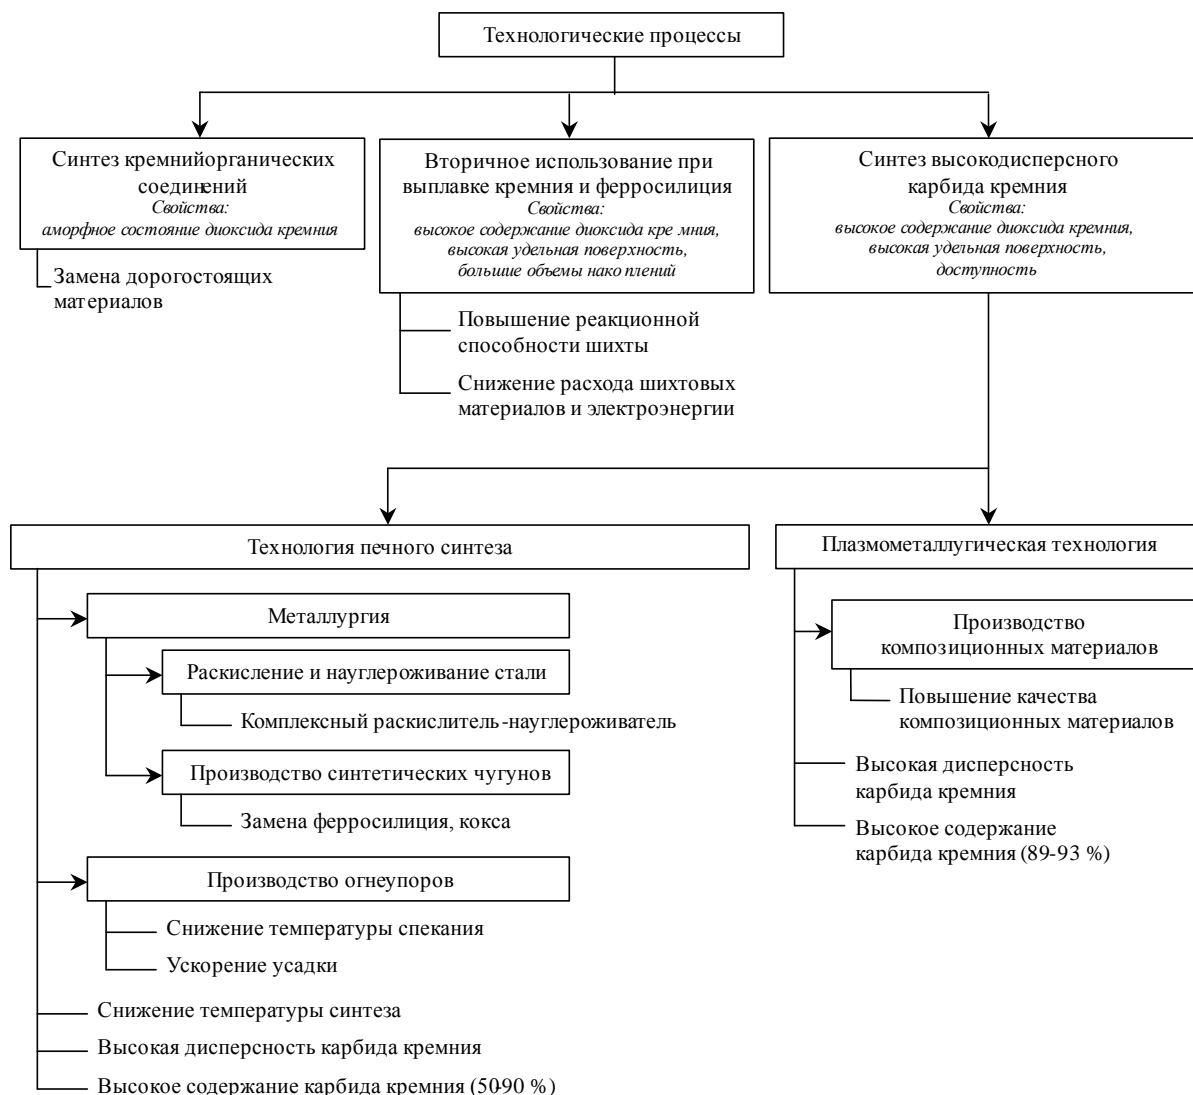 Технологические процессы
Синтез кремнийорганических
соединений
Свойства:
аморфное состояние диоксида кремния
Замена дорогостоящих
материалов
Вторичное использование при
выплавке кремния и ферросилиция
Свойства:
высокое содержание диоксида кре мния,
высокая удельная поверхность,
большие объемы нако плений
Повышение реакционной
способности шихты
Снижение расхода шихтовых
материалов и электроэнергии
Синтез высокодисперсного
карбида кремния
Свойства:
высокое содержание диоксида кремния,
высокая удельная поверхность,
доступность
Технология печного синтеза
Металлургия
Раскисление и науглероживание стали
Комплексный раскислитель-науглероживатель
Производство синтетических чугунов
Замена ферросилиция, кокса
Производство огнеупоров
Снижение температуры спекания
Ускорение усадки
Снижение температуры синтеза
Высокая дисперсность карбида кремния
Высокое содержание карбида кремния (50-90 %)
Плазмометаллугическая технология
Производство
композиционных материалов
Повышение качества
композиционных материалов
Высокая дисперсность
карбида кремния
Высокое содержание
карбида кремния (89-93 %)